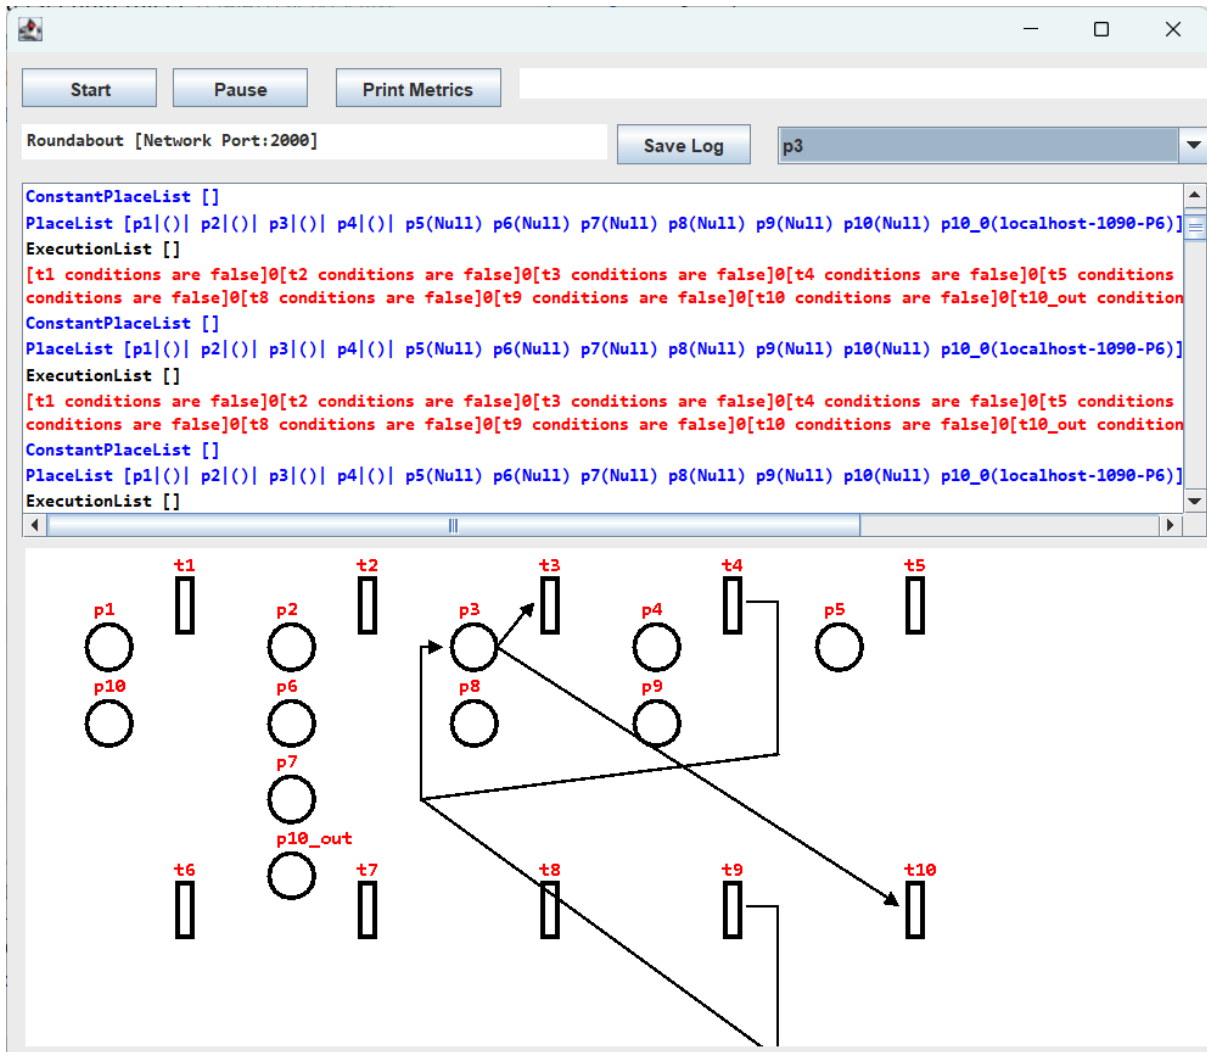 Start Pause Print Metrics
Roundabout [Network Port:2000] Save Log p3
ConstantPlaceList []
PlaceList [p1|()| p2|()| p3|()| p4|()| p5(Null) p6(Null) p7(Null) p8(Null) p9(Null) p10(Null) p10_0(localhost-1090-P6)]
ExecutionList []
[t1 conditions are false]0[t2 conditions are false]0[t3 conditions are false]0[t4 conditions are false]0[t5 conditions
conditions are false]0[t8 conditions are false]0[t9 conditions are false]0[t10 conditions are false]0[t10_out condition
ConstantPlaceList []
PlaceList [p1|()| p2|()| p3|()| p4|()| p5(Null) p6(Null) p7(Null) p8(Null) p9(Null) p10(Null) p10_0(localhost-1090-P6)]
ExecutionList []
[t1 conditions are false]0[t2 conditions are false]0[t3 conditions are false]0[t4 conditions are false]0[t5 conditions
conditions are false]0[t8 conditions are false]0[t9 conditions are false]0[t10 conditions are false]0[t10_out condition
ConstantPlaceList []
PlaceList [p1|()| p2|()| p3|()| p4|()| p5(Null) p6(Null) p7(Null) p8(Null) p9(Null) p10(Null) p10_0(localhost-1090-P6)]
ExecutionList []
t1 t2 t3 t4 t5
p1 p2 p3 p4 p5
p10 p6 p8 p9
p7
p10_out
t6 t7 t8 t9 t10